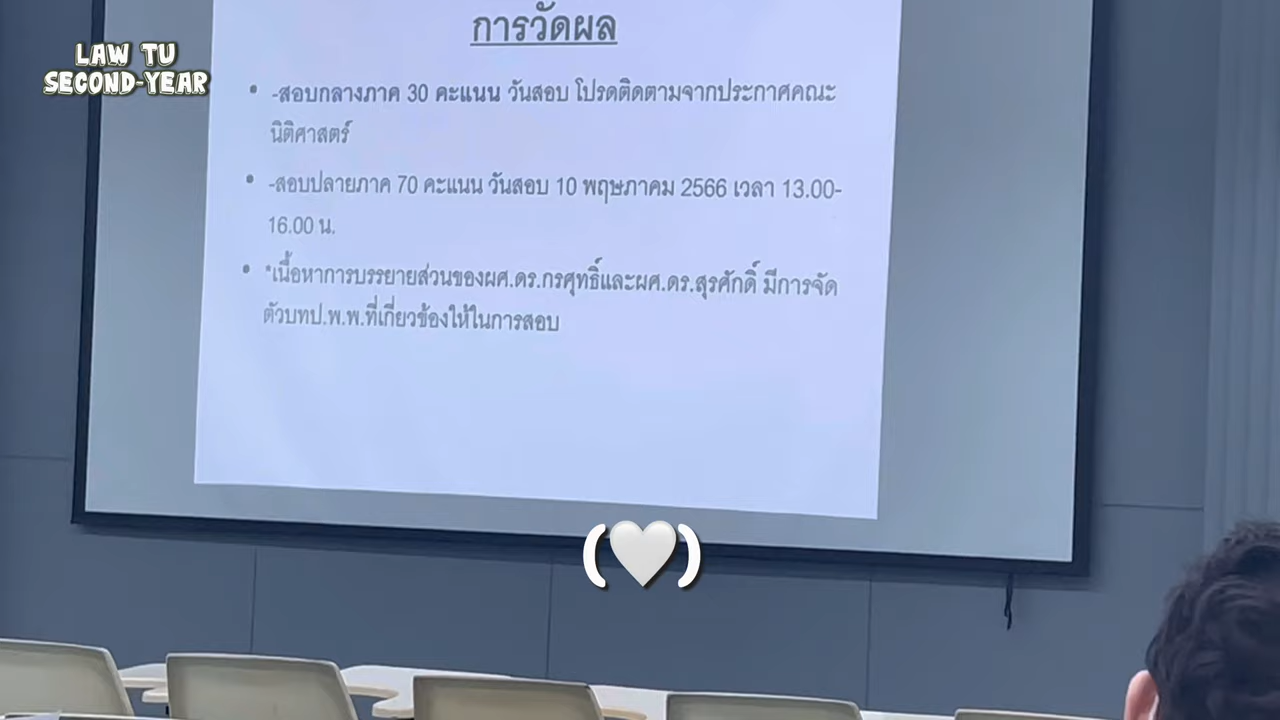 LAW TU
SECOND-YEAR
การวัดผล
-สอบกลางภาค 30 คะแนน วันสอบ โปรดติดตามจากประกาศคณะ
นิติศาสตร์
-สอบปลายภาค 70 คะแนน วันสอบ 10 พฤษภาคม 2566 เวลา 13.00-
16.00 น.
*เนื้อหาการบรรยายส่วนของผศ.ดร.กรศุทธิ์และผศ.ดร.สุรศักดิ์ มีการจัด
ตัวบทป.พ.พ.ที่เกี่ยวข้องให้ในการสอบ